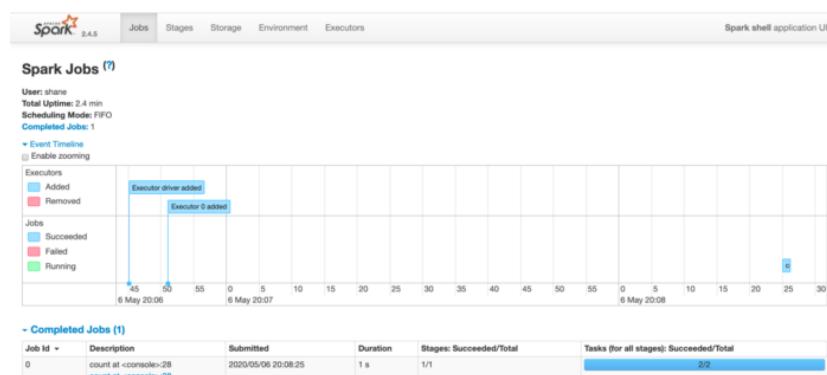 APACHE
Spark 2.4.5 Jobs Stages Storage Environment Executors Spark shell application UI
Spark Jobs (?)
User: shane
Total Uptime: 2.4 min
Scheduling Mode: FIFO
Completed Jobs: 1
Event Timeline
Enable zooming
Executors
Added
Removed
Executor driver added
Executor 0 added
Jobs
Succeeded
Failed
Running
c
45 50 55 0 5 10 15 20 25 30 35 40 45 50 55 0 5 10 15 20 25 30
6 May 20:06 6 May 20:07 6 May 20:08
Completed Jobs (1)
Job Id Description Submitted Duration Stages: Succeeded/Total Tasks (for all stages): Succeeded/Total
0 count at <console>:28 2020/05/06 20:08:25 1 s 1/1 2/2
count at <console>:28